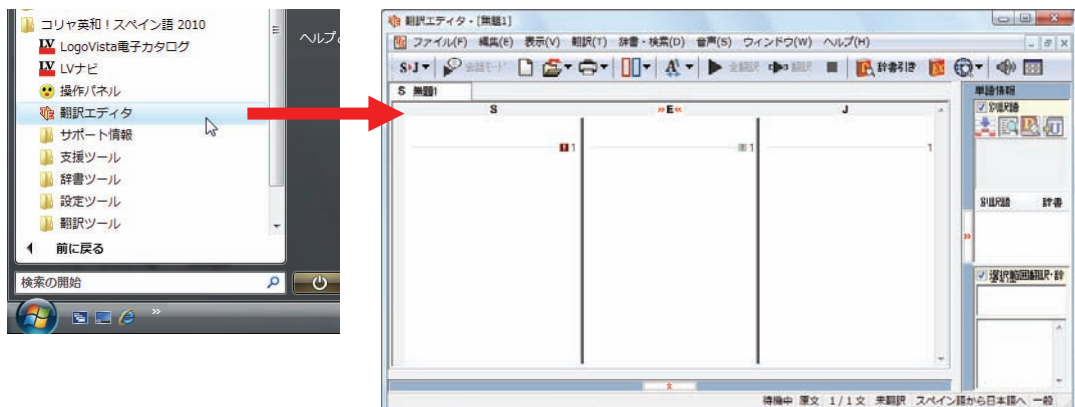 コリャ英和！スペイン語 2010
LogoVista電子カタログ
LVナビ
操作パネル
翻訳エディタ
サポート情報
支援ツール
辞書ツール
設定ツール
翻訳ツール
前に戻る
検索の開始
ヘルプ
翻訳エディタ - [無題1]
ファイル(F) 編集(E) 表示(V) 翻訳(T) 辞書・検索(D) 音声(S) ウィンドウ(W) ヘルプ(H)
S›J 会話モード 全翻訳 翻訳 辞書引き
S 無題1
S »E« J
1 1 1
単語情報
別訳語
別訳語 辞書
選択範囲翻訳・辞
待機中 原文 1/1文 未翻訳 スペイン語から日本語へ 一般